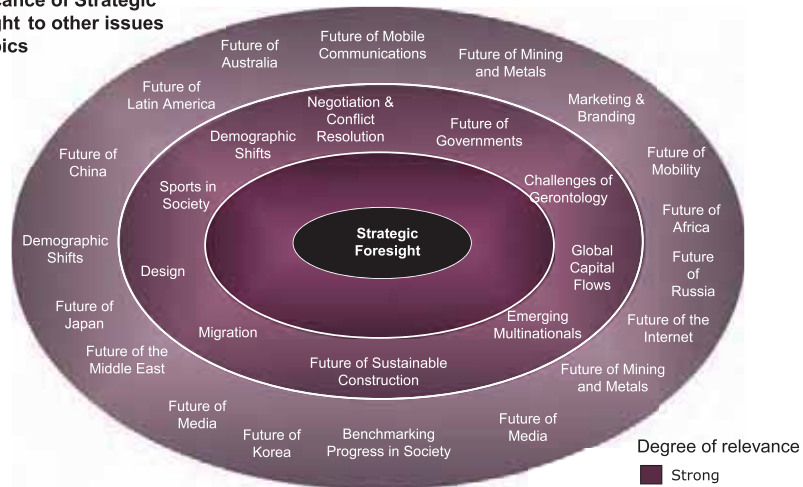 cance of Strategic
ght to other issues
pics
Future of
Australia
Future of Mobile
Communications
Future of Mining
and Metals
Future of
Latin America
Marketing &
Branding
Negotiation &
Conflict
Resolution
Demographic
Shifts
Future of
Governments
Future of
China
Future of
Mobility
Sports in
Society
Challenges of
Gerontology
Future of
Africa
Strategic
Foresight
Demographic
Shifts
Design
Global
Capital
Flows
Future
of
Russia
Future of
Japan
Migration
Emerging
Multinationals
Future of the
Internet
Future of the
Middle East
Future of Sustainable
Construction
Future of Mining
and Metals
Future of
Media
Future of
Korea
Benchmarking
Progress in Society
Future of
Media
Degree of relevance
Strong